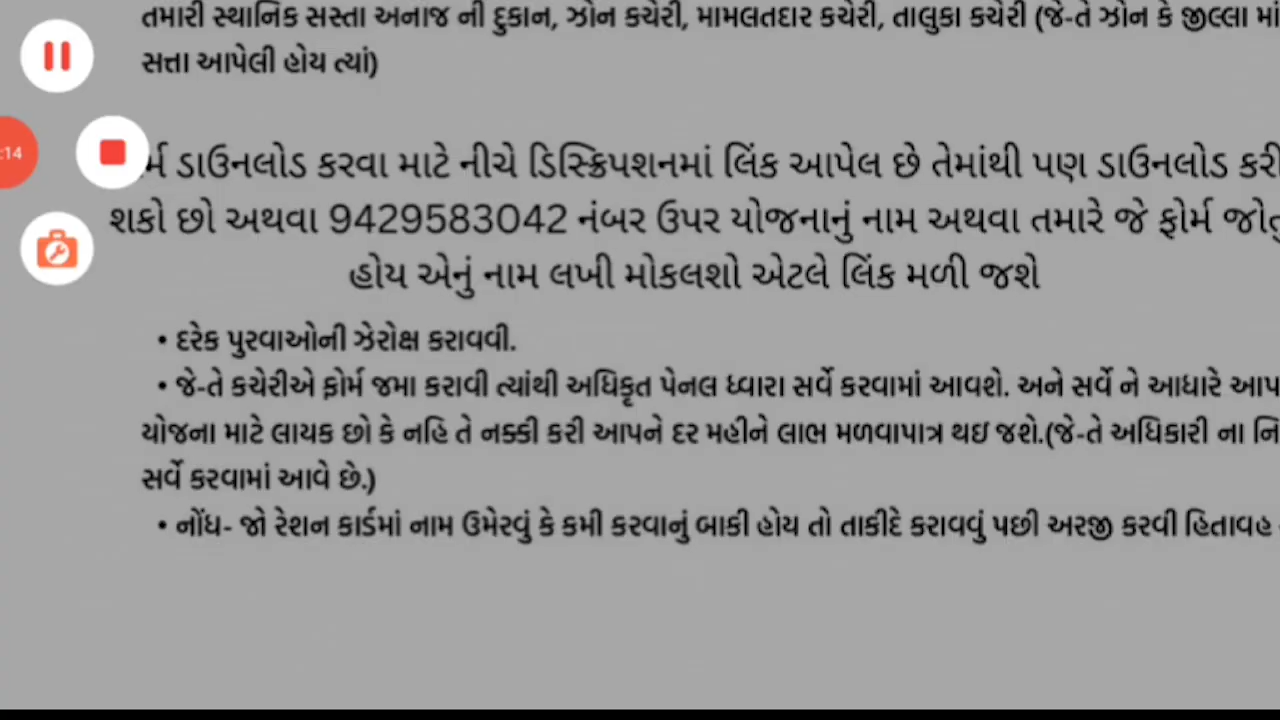 તમારી સ્થાનિક સસ્તા અનાજ ની દુકાન, ઝોન કચેરી, મામલતદાર કચેરી, તાલુકા કચેરી (જે-તે ઝોન કે જીલ્લા માં
સત્તા આપેલી હોય ત્યાં)
:14
ડાઉનલોડ કરવા માટે નીચે ડિસ્ક્રિપશનમાં લિંક આપેલ છે તેમાંથી પણ ડાઉનલોડ કરી
શકો છો અથવા 9429583042 નંબર ઉપર યોજનાનું નામ અથવા તમારે જે ફોર્મ
હોય એનું નામ લખી મોકલશો એટલે લિંક મળી જશે
• દરેક પુરવાઓની ઝેરોક્ષ કરાવવી.
• જે-તે કચેરીએ ફોર્મ જમા કરાવી ત્યાંથી અધિકૃત પેનલ ધ્વારા સર્વે કરવામાં આવશે. અને સર્વે ને આધારે
યોજના માટે લાયક છો કે નહિ તે નક્કી કરી આપને દર મહીને લાભ મળવાપાત્ર થઇ જશે.(જે-તે અધિકારી ના
સર્વે કરવામાં આવે છે.)
• નોંધ- જો રેશન કાર્ડમાં નામ ઉમેરવું કે કમી કરવાનું બાકી હોય તો તાકીદે કરાવવું પછી અરજી કરવી હિતાવહ